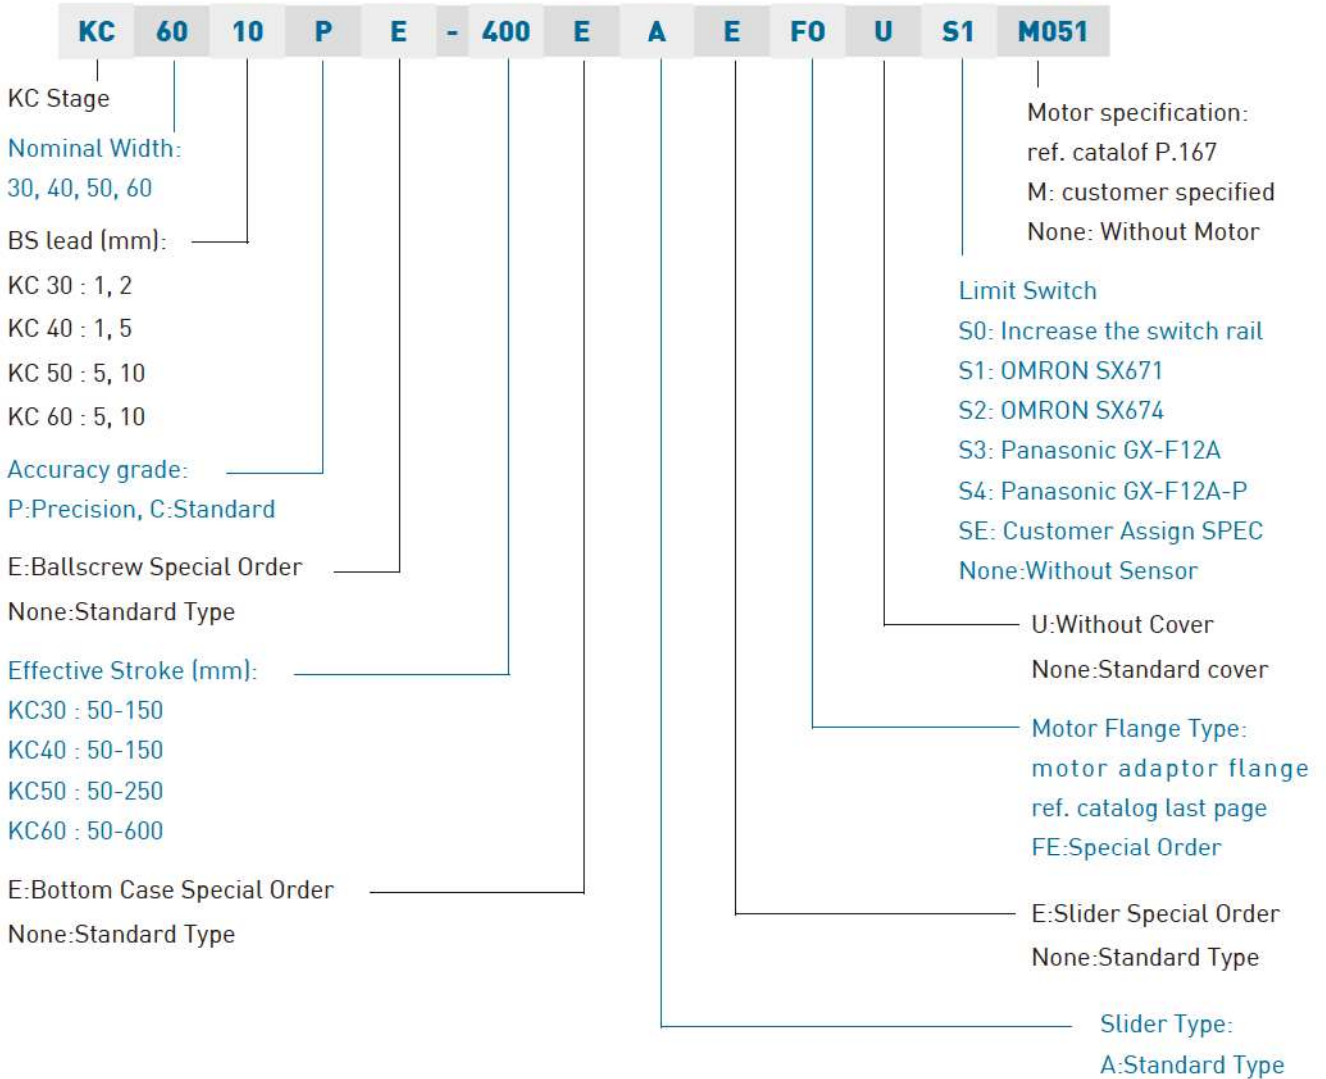 KC 60 10 P E - 400 E A E F0 U S1 M051
KC Stage
Nominal Width:
30, 40, 50, 60
BS lead (mm):
KC 30 : 1, 2
KC 40 : 1, 5
KC 50 : 5, 10
KC 60 : 5, 10
Accuracy grade:
P:Precision, C:Standard
E:Ballscrew Special Order
None:Standard Type
Effective Stroke (mm):
KC30 : 50-150
KC40 : 50-150
KC50 : 50-250
KC60 : 50-600
E:Bottom Case Special Order
None:Standard Type
Motor specification:
ref. catalof P.167
M: customer specified
None: Without Motor
Limit Switch
S0: Increase the switch rail
S1: OMRON SX671
S2: OMRON SX674
S3: Panasonic GX-F12A
S4: Panasonic GX-F12A-P
SE: Customer Assign SPEC
None:Without Sensor
U:Without Cover
None:Standard cover
Motor Flange Type:
motor adaptor flange
ref. catalog last page
FE:Special Order
E:Slider Special Order
None:Standard Type
Slider Type:
A:Standard Type